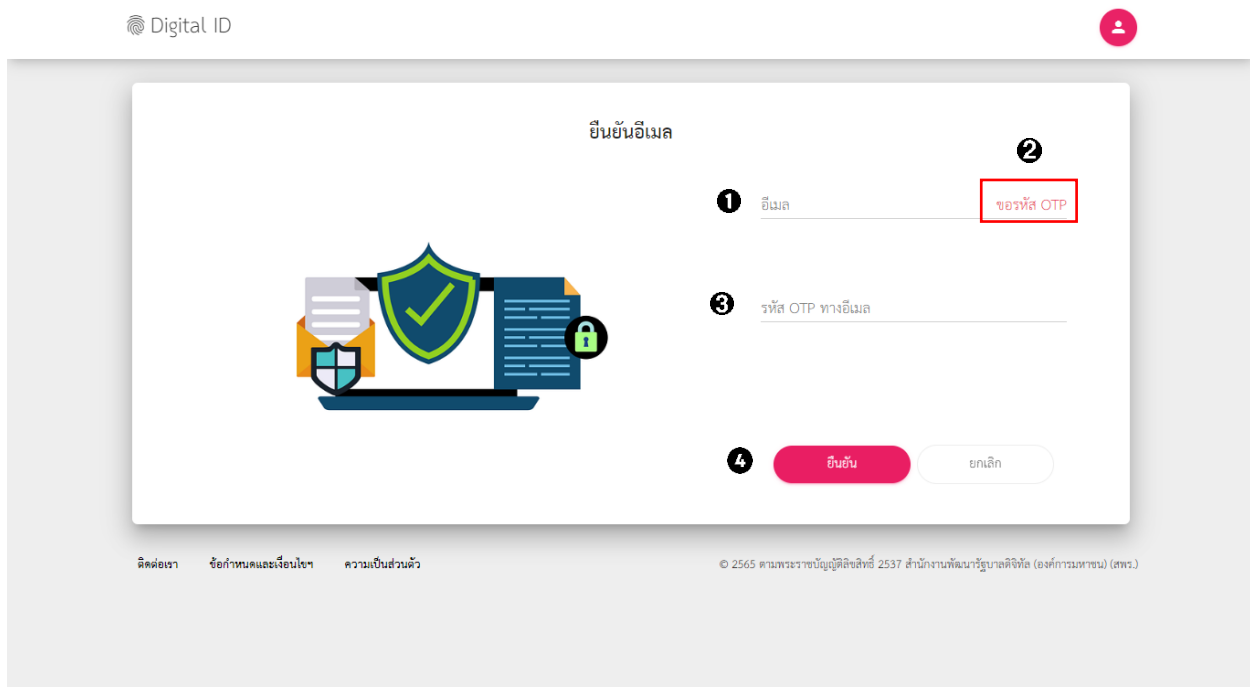 Digital ID
ยืนยันอีเมล
❷
❶ อีเมล ขอรหัส OTP
❸ รหัส OTP ทางอีเมล
❹ ยืนยัน ยกเลิก
ติดต่อเรา ข้อกำหนดและเงื่อนไขฯ ความเป็นส่วนตัว © 2565 ตามพระราชบัญญัติลิขสิทธิ์ 2537 สำนักงานพัฒนารัฐบาลดิจิทัล (องค์การมหาชน) (สพร.)